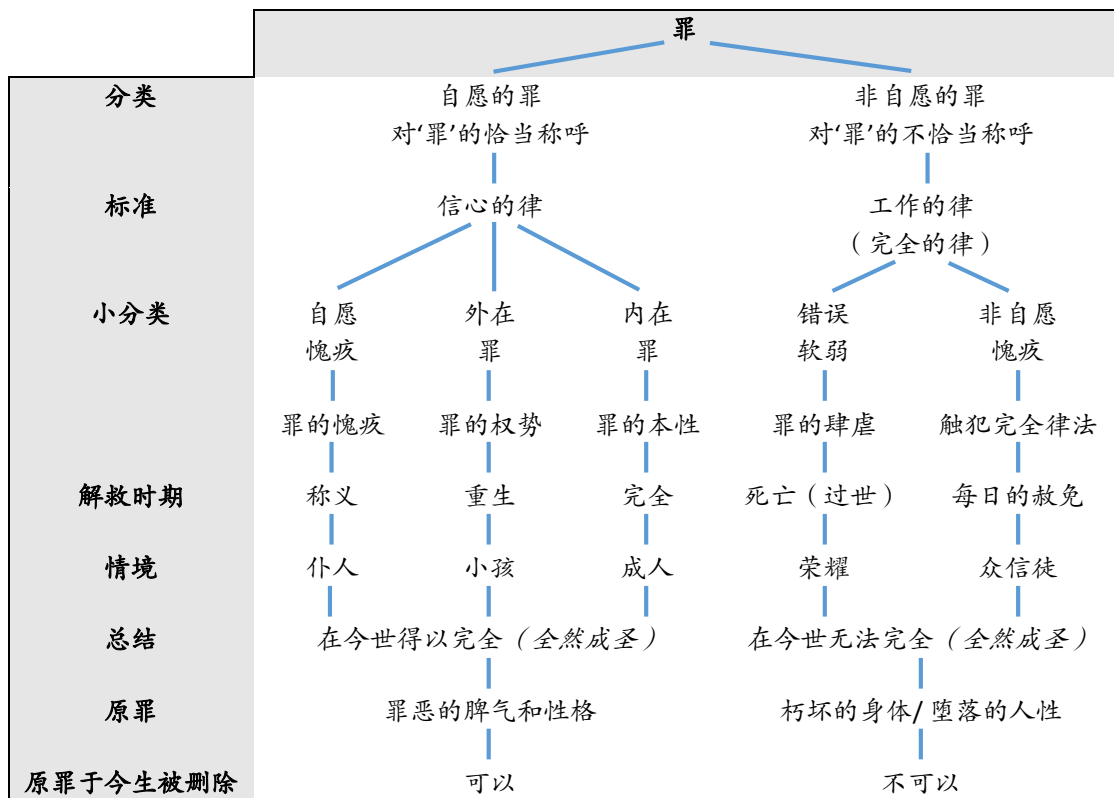 罪
分类 自愿的罪 非自愿的罪
对‘罪’的恰当称呼 对‘罪’的不恰当称呼
标准 信心的律 工作的律
（完全的律）
小分类 自愿 外在 内在 错误 非自愿
愧疚 罪 罪 软弱 愧疚
罪的愧疚 罪的权势 罪的本性 罪的肆虐 触犯完全律法
解救时期 称义 重生 完全 死亡（过世） 每日的赦免
情境 仆人 小孩 成人 荣耀 众信徒
总结 在今世得以完全（全然成圣） 在今世无法完全（全然成圣）
原罪 罪恶的脾气和性格 朽坏的身体/ 堕落的人性
原罪于今生被删除 可以 不可以